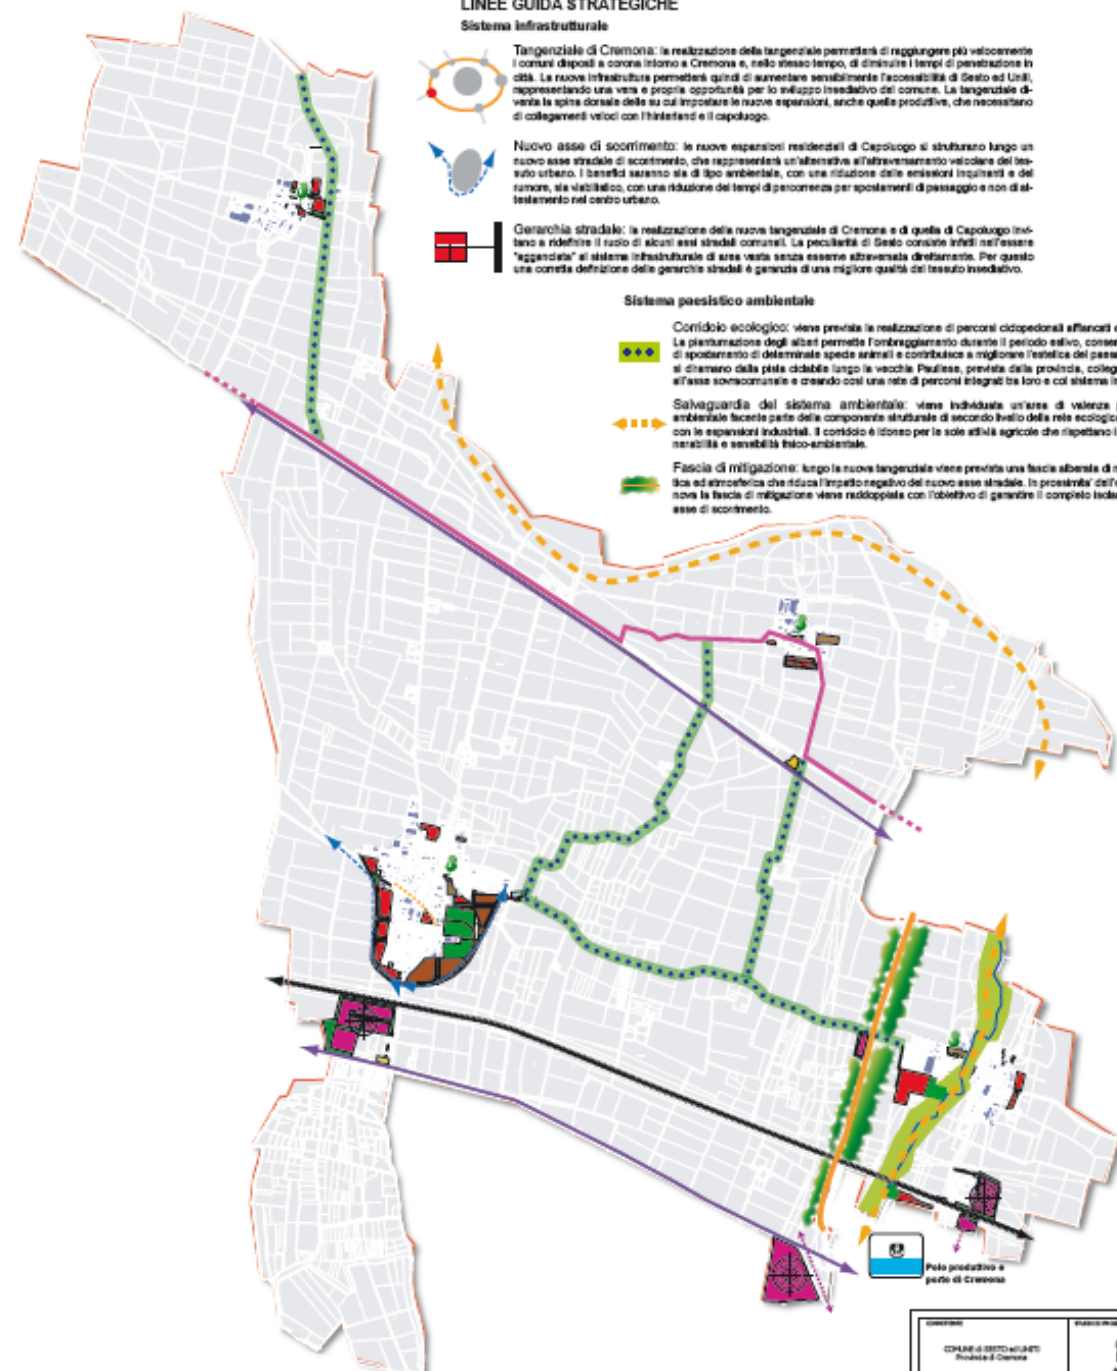 LINEE GUIDA STRATEGICHE
Sistema infrastrutturale
Tangenziale di Cremona: la realizzazione della tangenziale permetterà di raggiungere più velocemente
i comuni disposti a corona intorno a Cremona e, nello stesso tempo, di diminuire i tempi di penetrazione in
città. La nuova infrastruttura permetterà quindi di aumentare sensibilmente l'accessibilità di Sesto ed Uniti,
rappresentando una vera e propria opportunità per lo sviluppo insediativo del comune. La tangenziale di-
venta la spina dorsale delle su cui impostare le nuove espansioni, anche quelle produttive, che necessitano
di collegamenti veloci con l'hinterland e il capoluogo.
Nuovo asse di scorrimento: le nuove espansioni residenziali di Capoluogo si strutturano lungo un
nuovo asse stradale di scorrimento, che rappresenterà un'alternativa all'attraversamento veicolare del tes-
suto urbano. I benefici saranno sia di tipo ambientale, con una riduzione delle emissioni inquinanti e del
rumore, sia viabilistico, con una riduzione dei tempi di percorrenza per spostamenti di passaggio e non di at-
testamento nel centro urbano.
Gerarchia stradale: la realizzazione della nuova tangenziale di Cremona e di quella di Capoluogo invi-
tano a ridefinire il ruolo di alcuni assi stradali comunali. La peculiarità di Sesto consiste infatti nell'essere
"agganciata" al sistema infrastrutturale di area vasta senza esserne attraversata direttamente. Per questo
una corretta definizione delle gerarchie stradali è garanzia di una migliore qualità del tessuto insediativo.
Sistema paesistico ambientale
Corridoio ecologico: viene prevista la realizzazione di percorsi ciclopedonali affiancati
La piantumazione degli alberi permette l'ombreggiamento durante il periodo estivo,
di spostamento di determinate specie animali e contribuisce a migliorare l'estetica del
si diramano dalla pista ciclabile lungo la vecchia Paullese, prevista dalla provincia,
all'asse sovracomunale e creando così una rete di percorsi integrati tra loro e col sistema
Salvaguardia del sistema ambientale: viene individuata un'area di valenza
ambientale facente parte della componente strutturale di secondo livello della rete
con le espansioni industriali. Il corridoio è idoneo per le sole attività agricole che rispettano
nerabilità e sensibilità fisico-ambientale.
Fascia di mitigazione: lungo la nuova tangenziale viene prevista una fascia alberata di
tica ed atmosferica che riduca l'impatto negativo del nuovo asse stradale. In prossimita'
nova la fascia di mitigazione viene raddoppiata con l'obiettivo di garantire il completo
asse di scorrimento.
Polo produttivo e
porto di Cremona
COMUNE di SESTO ed UNITI
Provincia di Cremona